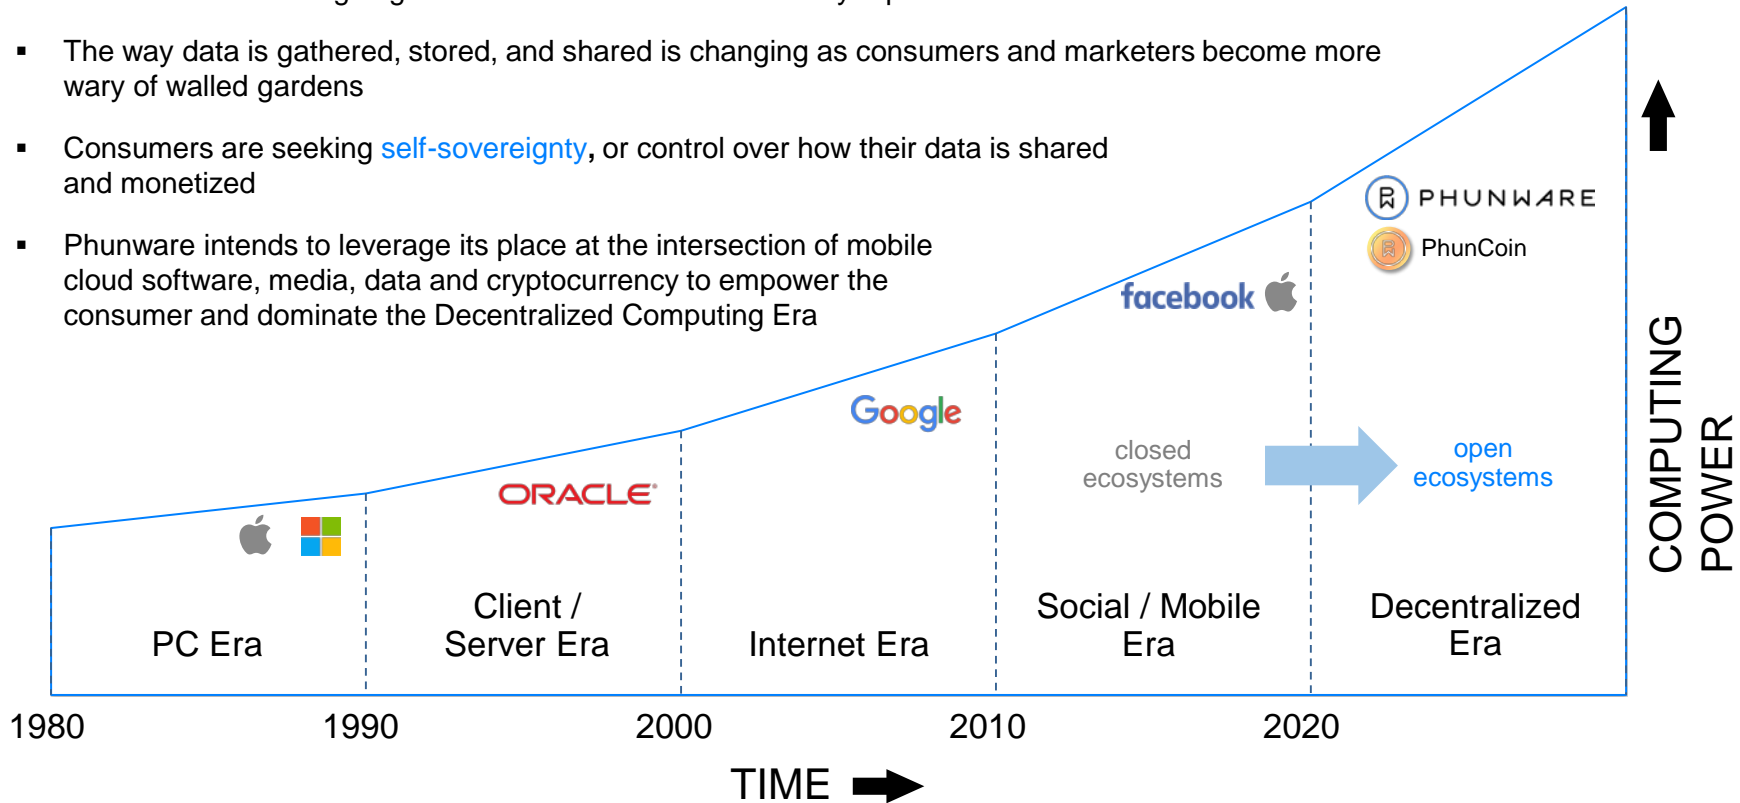 ▪ The way data is gathered, stored, and shared is changing as consumers and marketers become more
wary of walled gardens
▪ Consumers are seeking self-sovereignty, or control over how their data is shared
and monetized
▪ Phunware intends to leverage its place at the intersection of mobile
cloud software, media, data and cryptocurrency to empower the
consumer and dominate the Decentralized Computing Era
PHUNWARE
PhunCoin
facebook
Google
ORACLE
closed
ecosystems
open
ecosystems
COMPUTING
POWER
PC Era
Client /
Server Era
Internet Era
Social / Mobile
Era
Decentralized
Era
1980
1990
2000
2010
2020
TIME